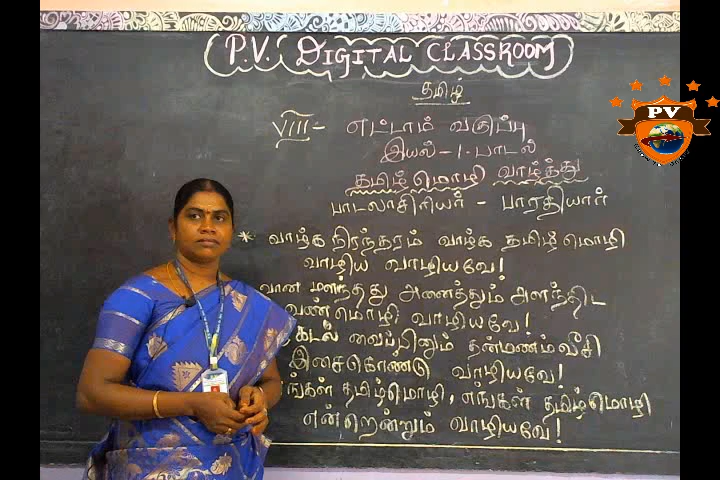 P.V. DIGITAL CLASSROOM
தமிழ்
VIII - எட்டாம் வகுப்பு
இயல் - 1. பாடல்
தமிழ்மொழி வாழ்த்து
பாடலாசிரியர் - பாரதியார்
* வாழ்க நிரந்தரம் வாழ்க தமிழ்மொழி
வாழிய வாழியவே!
வான மளந்தது அனைத்தும் அளந்திடு
வண்மொழி வாழியவே!
கடல் வைப்பினும் தன்மணம்வீசி
இசைகொண்டு வாழியவே!
எங்கள் தமிழ்மொழி, எங்கள் தமிழ்மொழி
என்றென்றும் வாழியவே!
PV